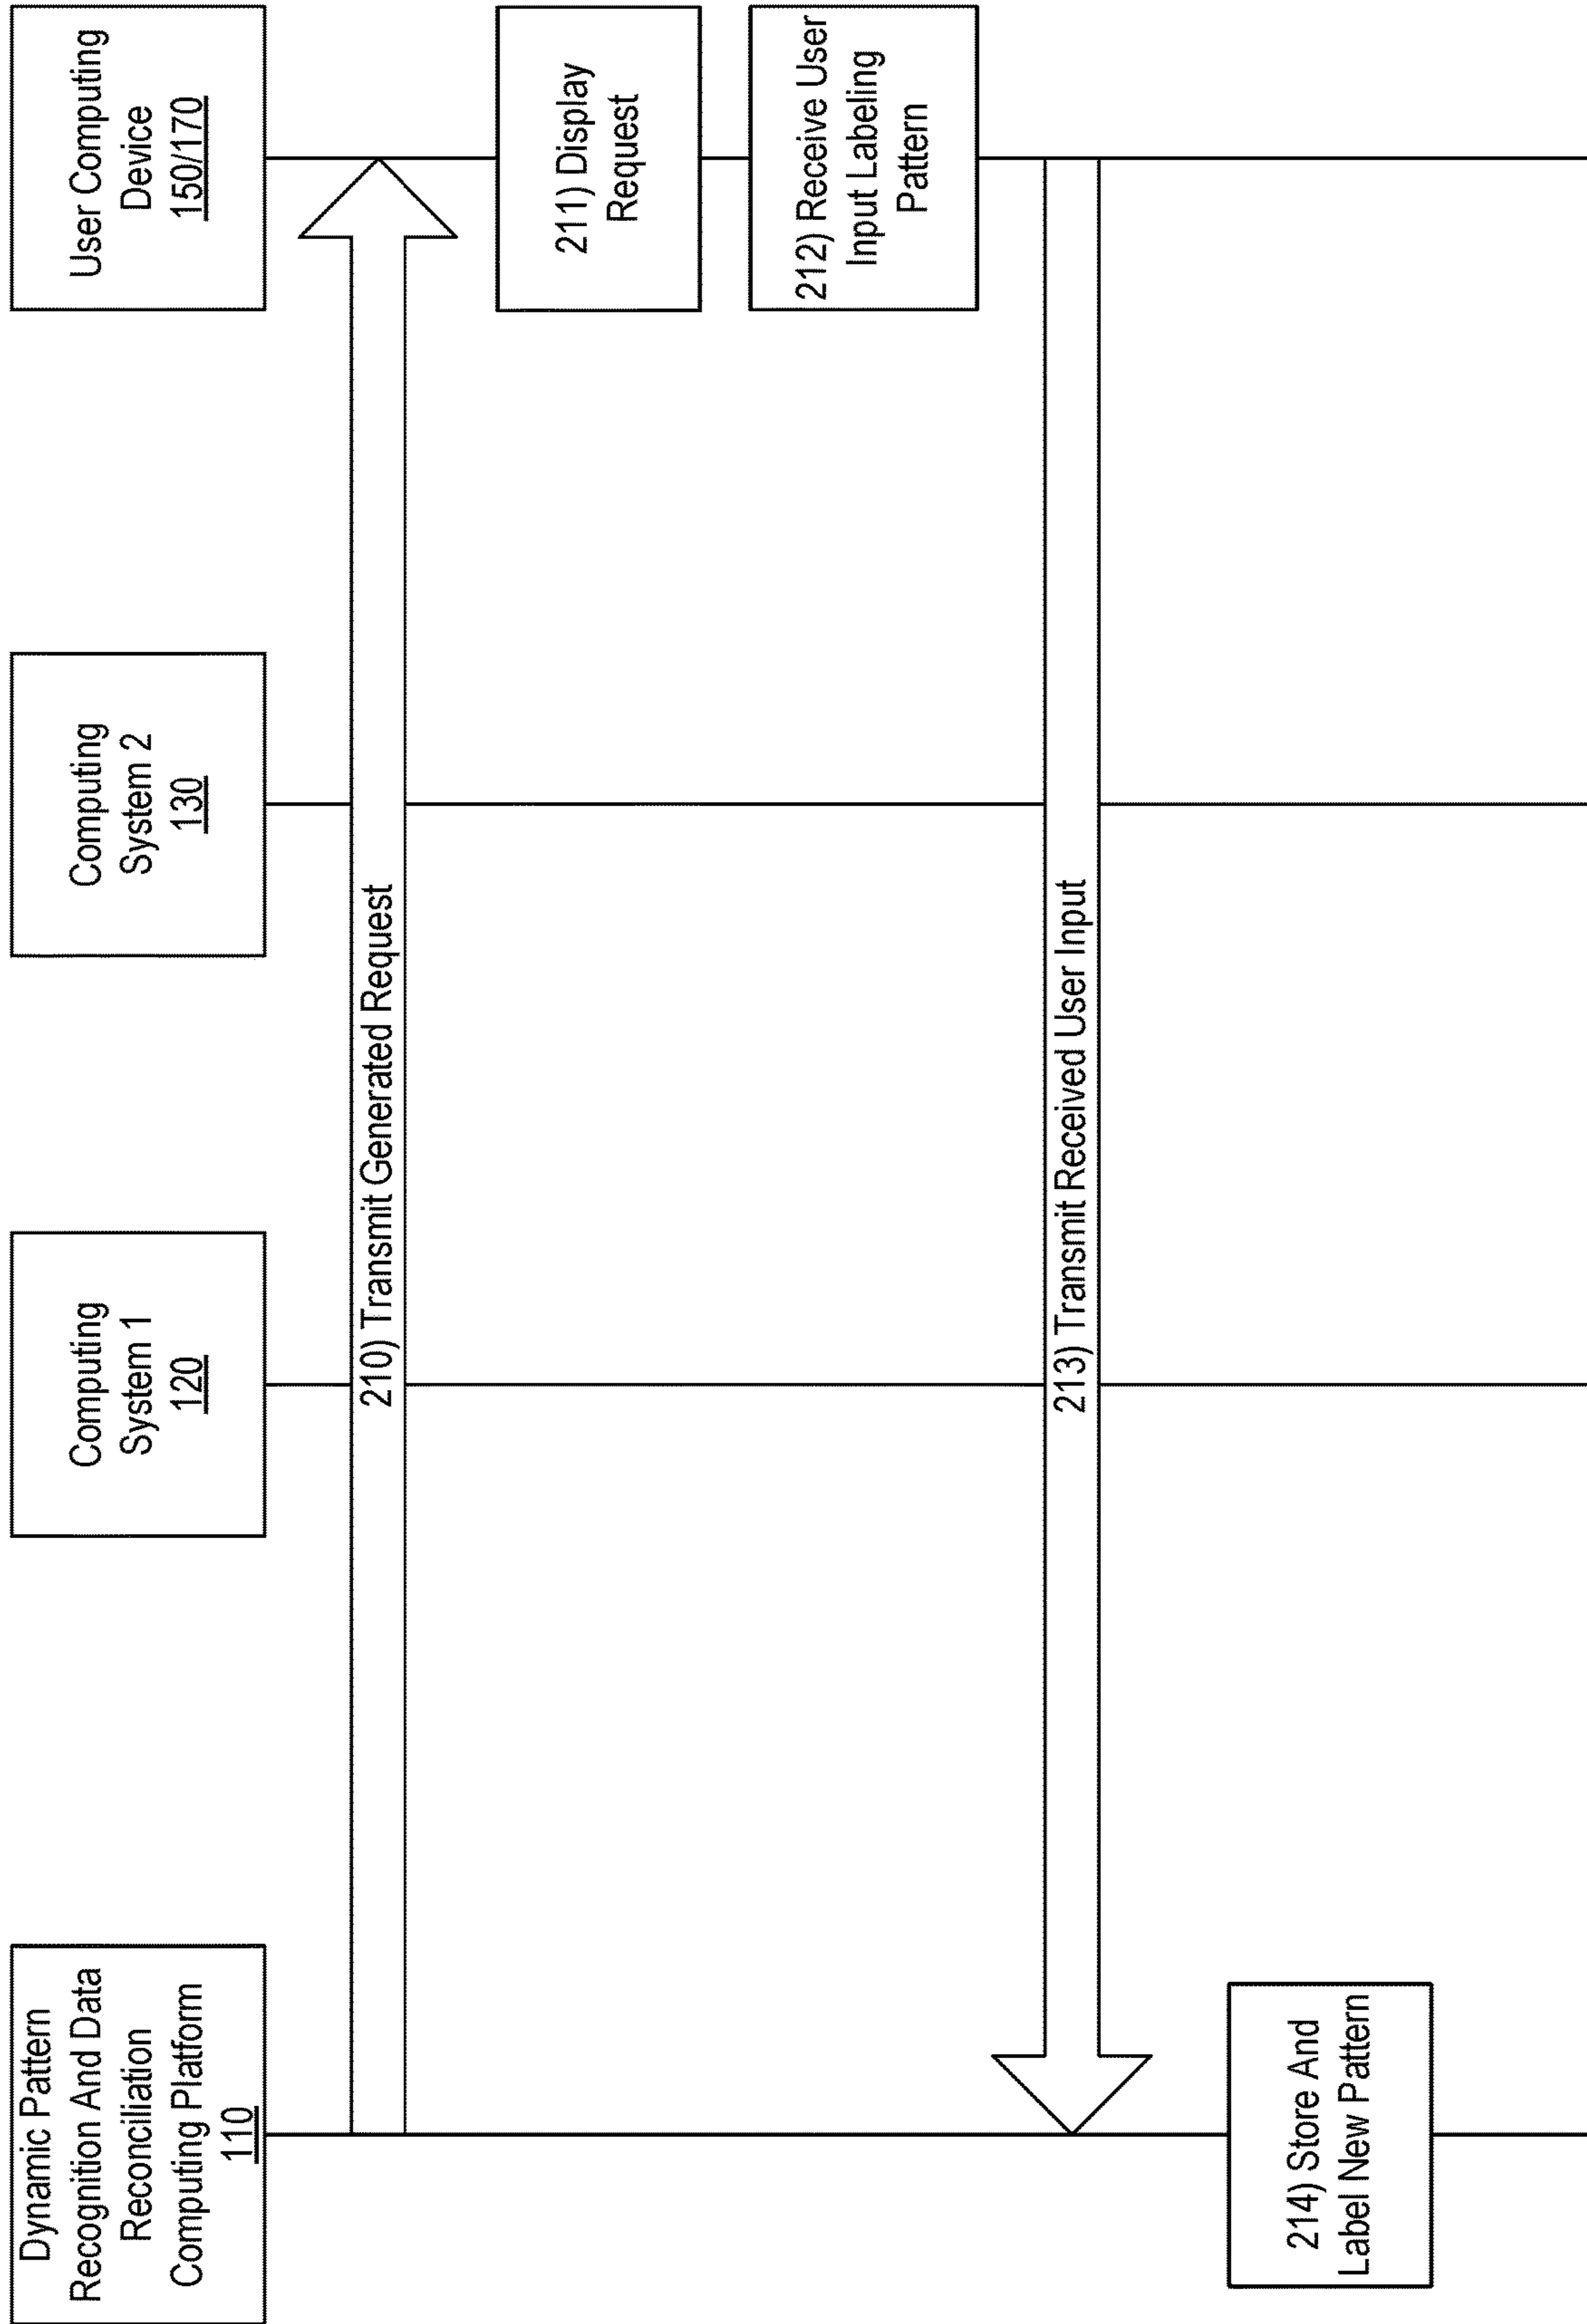 Dynamic Pattern
Recognition And Data
Reconciliation
Computing Platform
110
Computing
System 1
120
Computing
System 2
130
User Computing
Device
150/170
210) Transmit Generated Request
211) Display
Request
212) Receive User
Input Labeling
Pattern
213) Transmit Received User Input
214) Store And
Label New Pattern